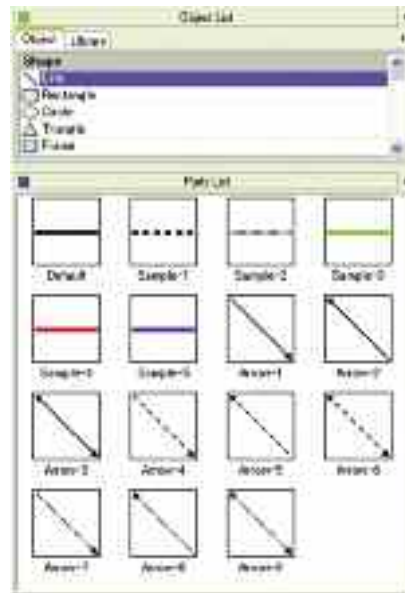 Object List
Object Library
Shape
Line
Rectangle
Circle
Triangle
Frame
Parts List
Default Sample-1 Sample-2 Sample-3
Sample-4 Sample-5 Arrow-1 Arrow-2
Arrow-3 Arrow-4 Arrow-5 Arrow-6
Arrow-7 Arrow-8 Arrow-9